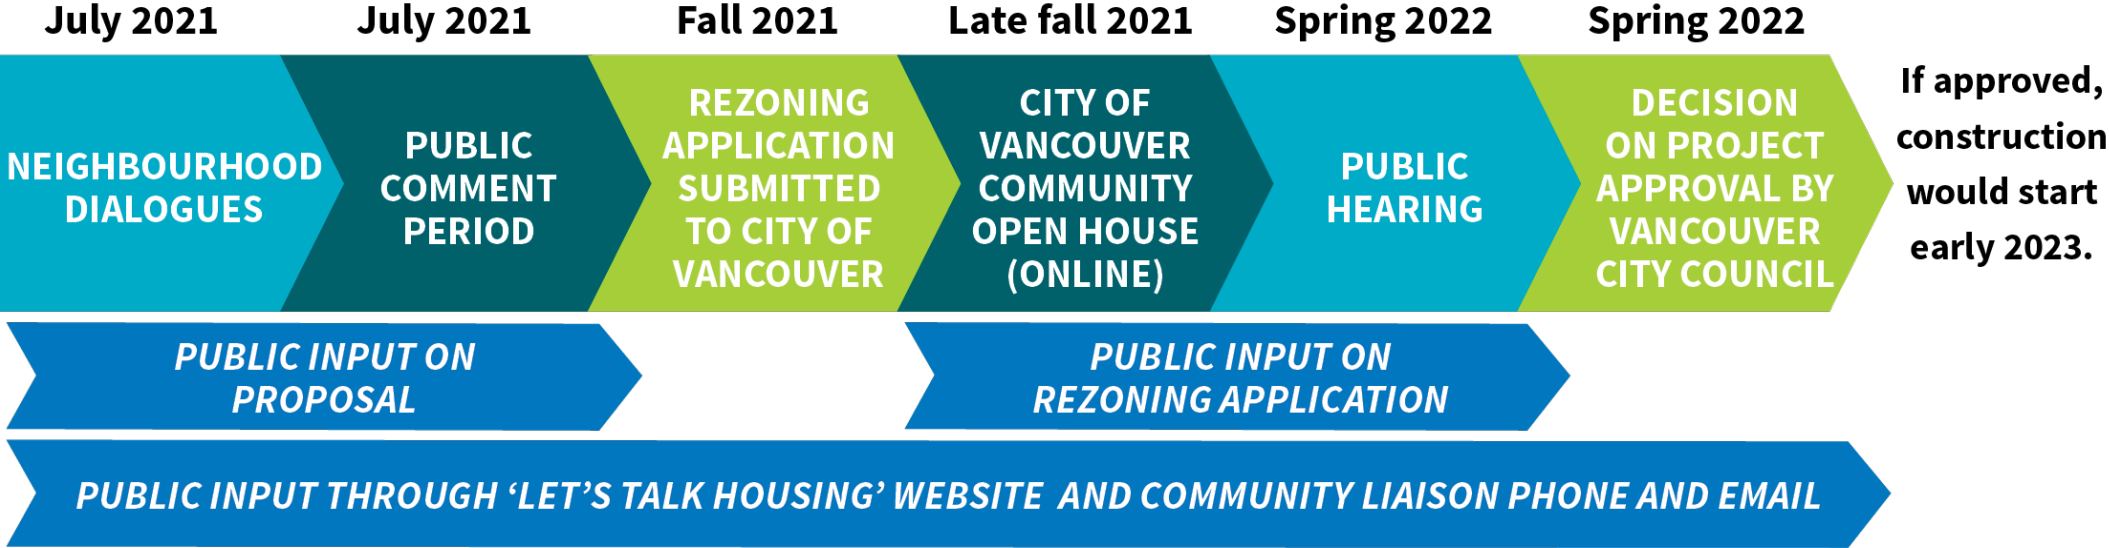 July 2021
July 2021
Fall 2021
Late fall 2021
Spring 2022
Spring 2022
NEIGHBOURHOOD
DIALOGUES
PUBLIC
COMMENT
PERIOD
REZONING
APPLICATION
SUBMITTED
TO CITY OF
VANCOUVER
CITY OF
VANCOUVER
COMMUNITY
OPEN HOUSE
(ONLINE)
PUBLIC
HEARING
DECISION
ON PROJECT
APPROVAL BY
VANCOUVER
CITY COUNCIL
If approved,
construction
would start
early 2023.
PUBLIC INPUT ON
PROPOSAL
PUBLIC INPUT ON
REZONING APPLICATION
PUBLIC INPUT THROUGH ‘LET’S TALK HOUSING’ WEBSITE AND COMMUNITY LIAISON PHONE AND EMAIL